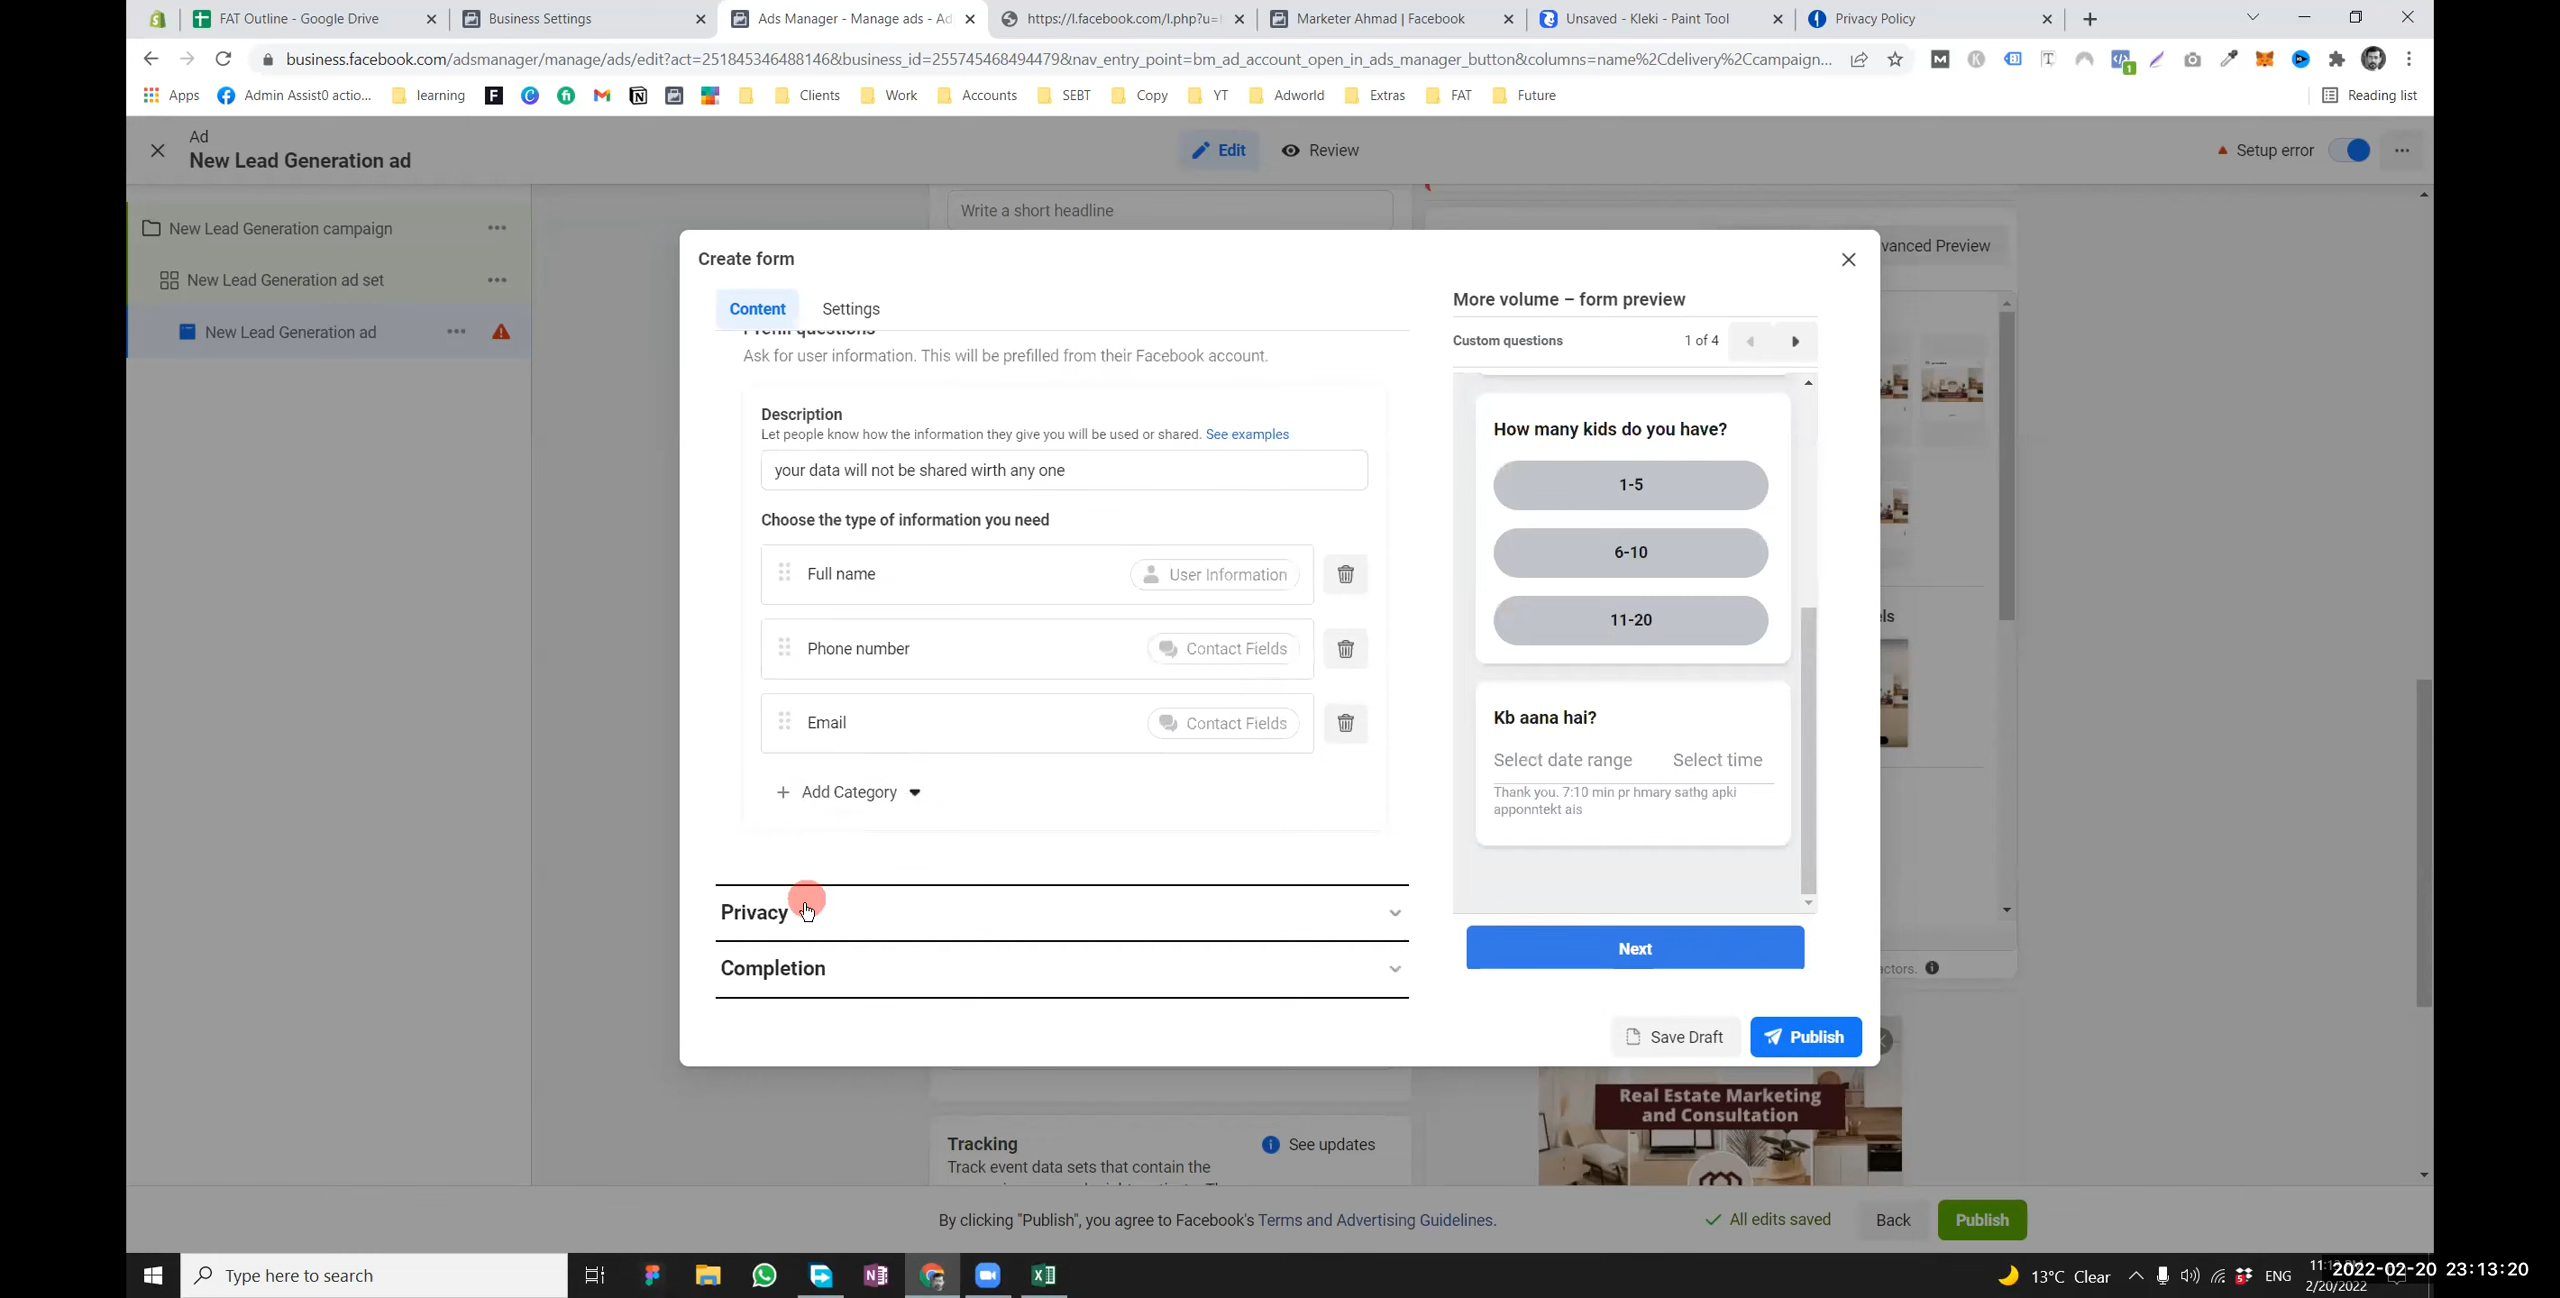 FAT Outline - Google Drive
Business Settings
Ads Manager - Manage ads - Ad
https://l.facebook.com/l.php?u=
Marketer Ahmad | Facebook
Unsaved - Kleki - Paint Tool
Privacy Policy
business.facebook.com/adsmanager/manage/ads/edit?act=251845346488146&business_id=255745468494479&nav_entry_point=bm_ad_account_open_in_ads_manager_button&columns=name%2Cdelivery%2Ccampaign...
Apps
Admin Assist0 actio...
learning
Clients
Work
Accounts
SEBT
Copy
YT
Adworld
Extras
FAT
Future
Reading list
Ad
New Lead Generation ad
Edit
Review
Setup error
New Lead Generation campaign
New Lead Generation ad set
New Lead Generation ad
Write a short headline
vanced Preview
Create form
Content
Settings
Prefill questions
Ask for user information. This will be prefilled from their Facebook account.
Description
Let people know how the information they give you will be used or shared. See examples
your data will not be shared wirth any one
Choose the type of information you need
Full name
User Information
Phone number
Contact Fields
Email
Contact Fields
Add Category
Privacy
Completion
More volume – form preview
Custom questions
1 of 4
How many kids do you have?
1-5
6-10
11-20
Kb aana hai?
Select date range
Select time
Thank you. 7:10 min pr hmary sathg apki
apponntekt ais
Next
Save Draft
Publish
els
actors.
Real Estate Marketing
and Consultation
Tracking
See updates
Track event data sets that contain the
By clicking "Publish", you agree to Facebook's Terms and Advertising Guidelines.
All edits saved
Back
Publish
Type here to search
13°C Clear
ENG
2022-02-20 23:13:20
2/20/2022